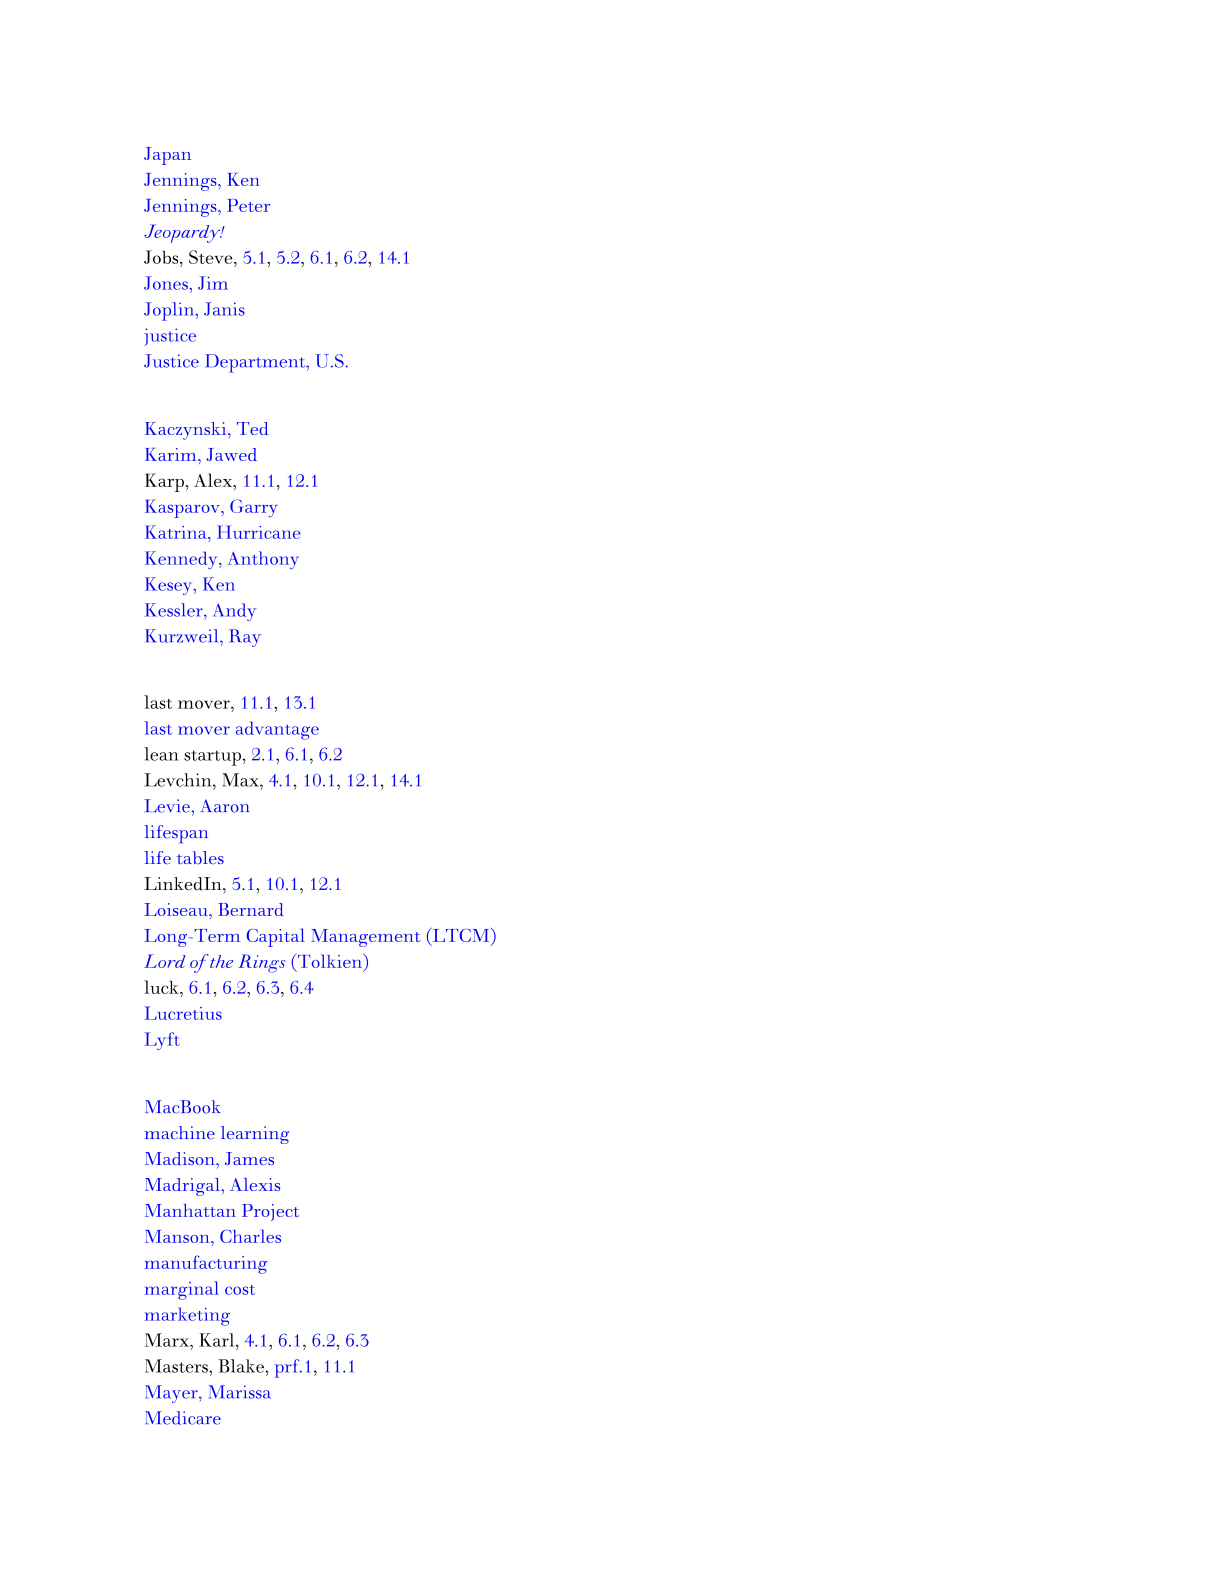 Japan
Jennings, Ken
Jennings, Peter
Jeopardy!
Jobs, Steve, 5.1, 5.2, 6.1, 6.2, 14.1
Jones, Jim
Joplin, Janis
justice
Justice Department, U.S.
Kaczynski, Ted
Karim, Jawed
Karp, Alex, 11.1, 12.1
Kasparov, Garry
Katrina, Hurricane
Kennedy, Anthony
Kesey, Ken
Kessler, Andy
Kurzweil, Ray
last mover, 11.1, 13.1
last mover advantage
lean startup, 2.1, 6.1, 6.2
Levchin, Max, 4.1, 10.1, 12.1, 14.1
Levie, Aaron
lifespan
life tables
LinkedIn, 5.1, 10.1, 12.1
Loiseau, Bernard
Long-Term Capital Management (LTCM)
Lord of the Rings (Tolkien)
luck, 6.1, 6.2, 6.3, 6.4
Lucretius
Lyft
MacBook
machine learning
Madison, James
Madrigal, Alexis
Manhattan Project
Manson, Charles
manufacturing
marginal cost
marketing
Marx, Karl, 4.1, 6.1, 6.2, 6.3
Masters, Blake, prf.1, 11.1
Mayer, Marissa
Medicare